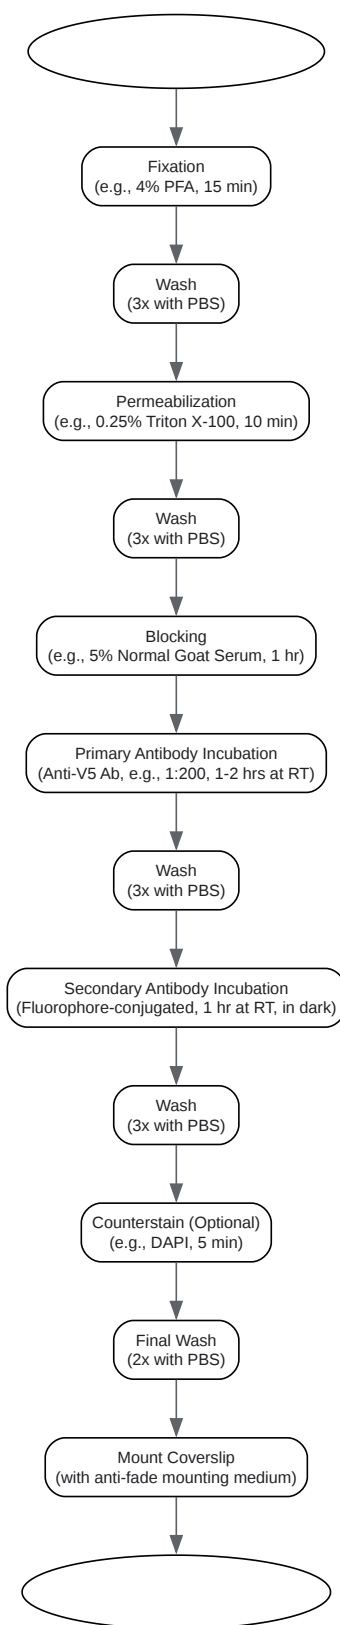 Fixation
(e.g., 4% PFA, 15 min)
Wash
(3x with PBS)
Permeabilization
(e.g., 0.25% Triton X-100, 10 min)
Wash
(3x with PBS)
Blocking
(e.g., 5% Normal Goat Serum, 1 hr)
Primary Antibody Incubation
(Anti-V5 Ab, e.g., 1:200, 1-2 hrs at RT)
Wash
(3x with PBS)
Secondary Antibody Incubation
(Fluorophore-conjugated, 1 hr at RT, in dark)
Wash
(3x with PBS)
Counterstain (Optional)
(e.g., DAPI, 5 min)
Final Wash
(2x with PBS)
Mount Coverslip
(with anti-fade mounting medium)